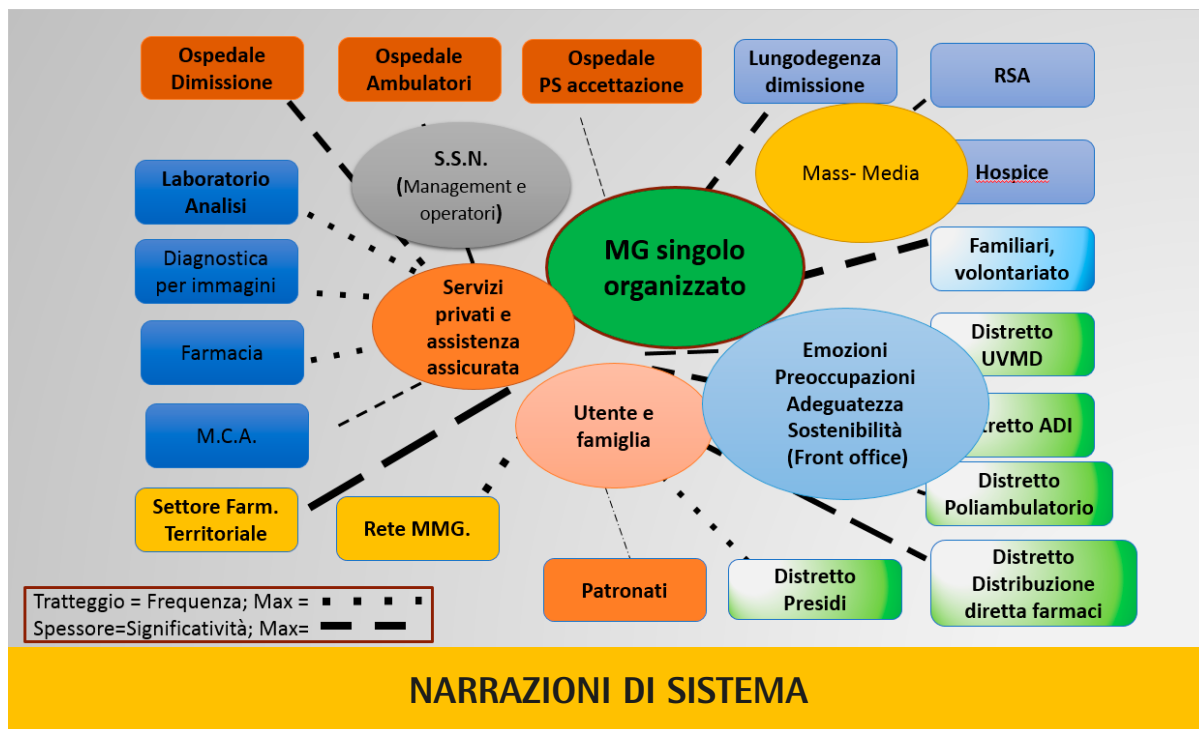 Ospedale
Dimissione
Ospedale
Ambulatori
Ospedale
PS accettazione
Lungodegenza
dimissione
RSA
S.S.N.
(Management e
operatori)
Mass- Media
Hospice
Laboratorio
Analisi
MG singolo
organizzato
Familiari,
volontariato
Diagnostica
per immagini
Servizi
privati e
assistenza
assicurata
Farmacia
Distretto
UVMD
Emozioni
Preoccupazioni
Adeguatezza
Sostenibilità
(Front office)
Utente e
famiglia
M.C.A.
tretto ADI
Distretto
Poliambulatorio
Settore Farm.
Territoriale
Rete MMG.
Patronati
Distretto
Presidi
Distretto
Distribuzione
diretta farmaci
Tratteggio = Frequenza; Max =
Spessore=Significatività; Max=
NARRAZIONI DI SISTEMA